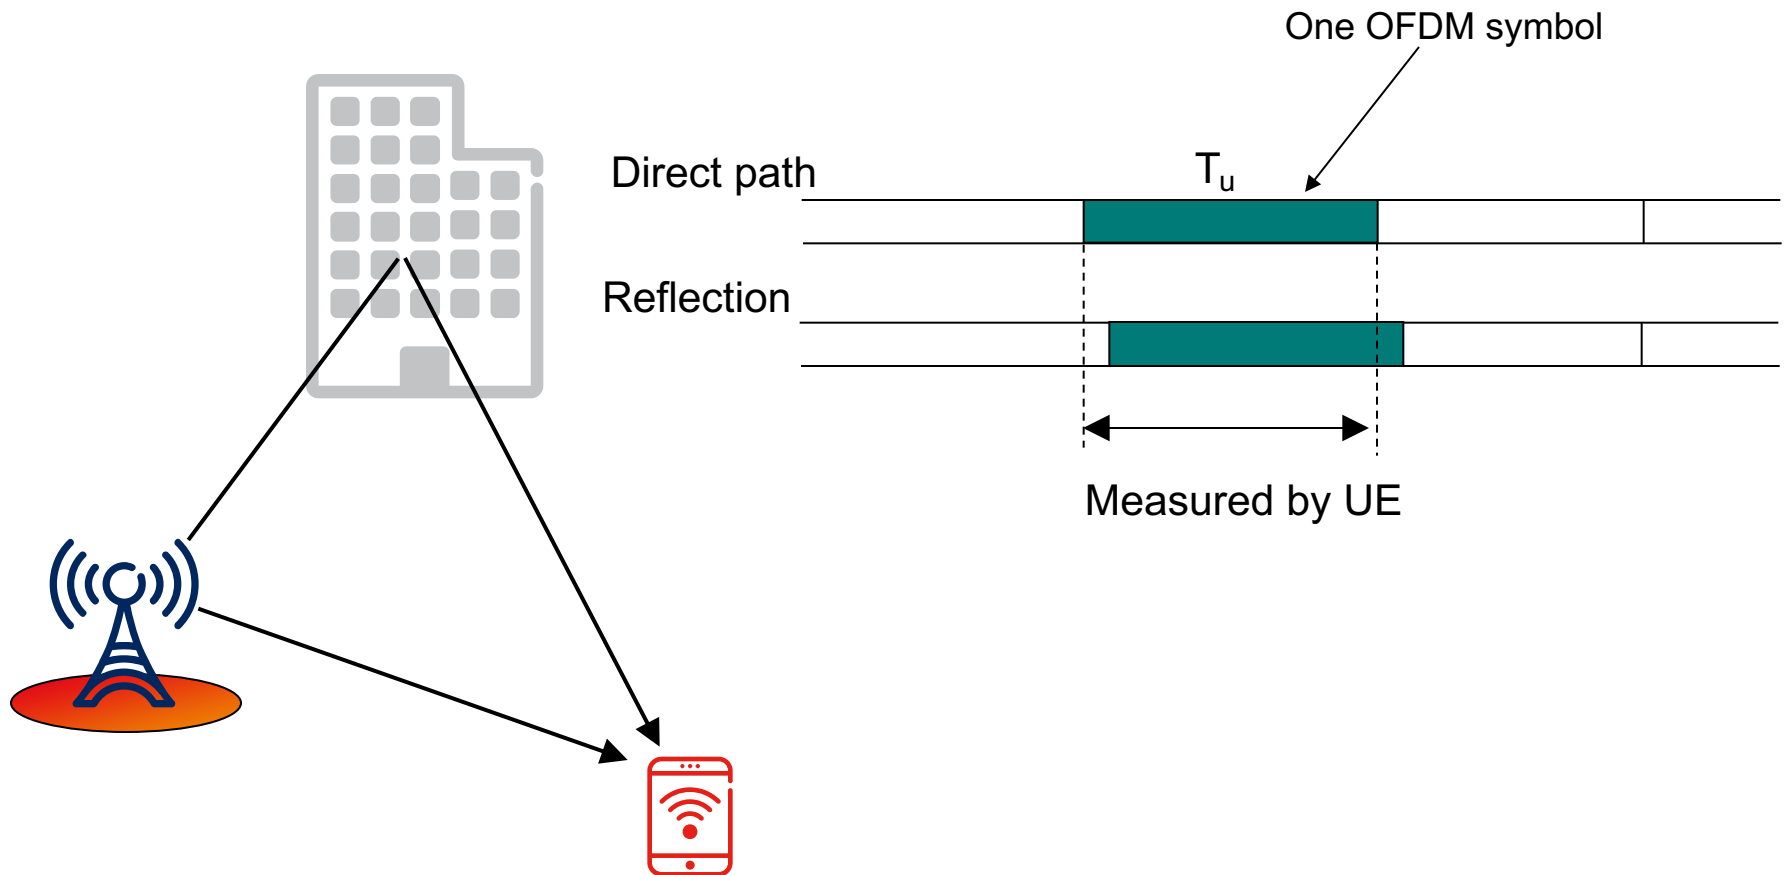 One OFDM symbol
Direct path
Tu
Reflection
Measured by UE